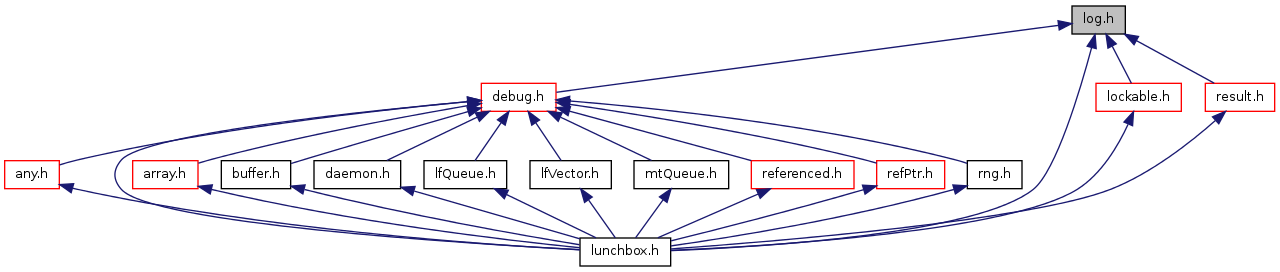 log.h
debug.h
lockable.h
result.h
any.h
array.h
buffer.h
daemon.h
lfQueue.h
lfVector.h
mtQueue.h
referenced.h
refPtr.h
rng.h
lunchbox.h